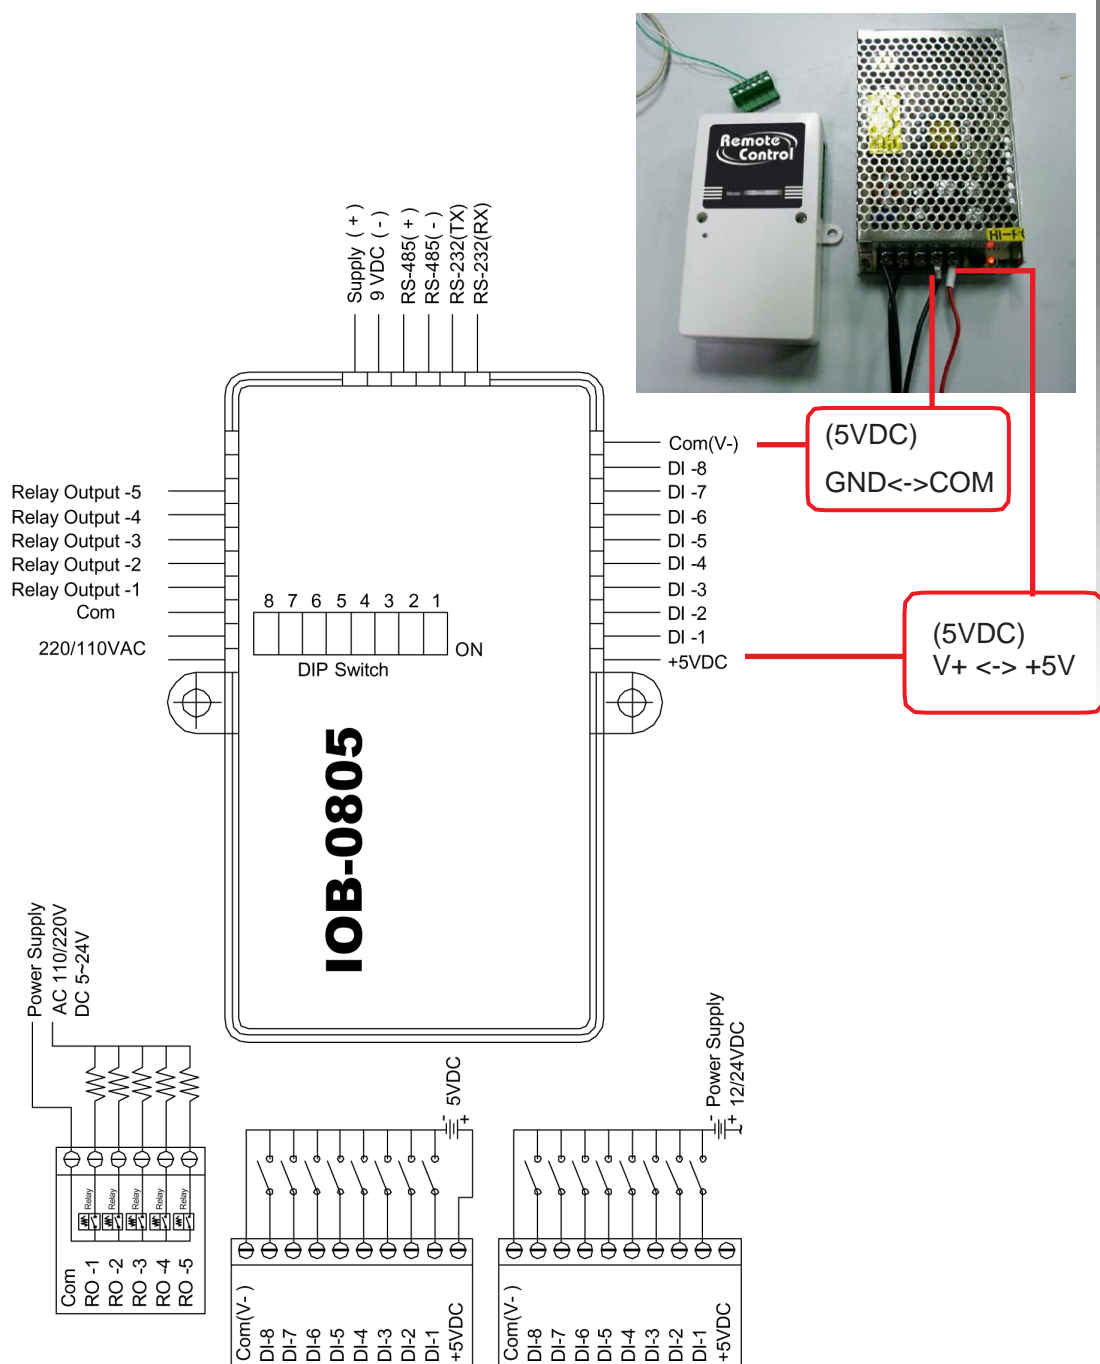 Remote
Control
Model
HI-P
Supply ( + )
9 VDC ( - )
RS-485( + )
RS-485( - )
RS-232(TX)
RS-232(RX)
(5VDC)
GND<->COM
(5VDC)
V+ <-> +5V
Com(V-)
DI -8
DI -7
DI -6
DI -5
DI -4
DI -3
DI -2
DI -1
+5VDC
Relay Output -5
Relay Output -4
Relay Output -3
Relay Output -2
Relay Output -1
Com
220/110VAC
8 7 6 5 4 3 2 1
ON
DIP Switch
IOB-0805
Power Supply
AC 110/220V
DC 5~24V
Relay
Relay
Relay
Relay
Relay
Com
RO -1
RO -2
RO -3
RO -4
RO -5
- +
5VDC
Com(V- )
DI-8
DI-7
DI-6
DI-5
DI-4
DI-3
DI-2
DI-1
+5VDC
Power Supply
12/24VDC
- +
Com(V- )
DI-8
DI-7
DI-6
DI-5
DI-4
DI-3
DI-2
DI-1
+5VDC